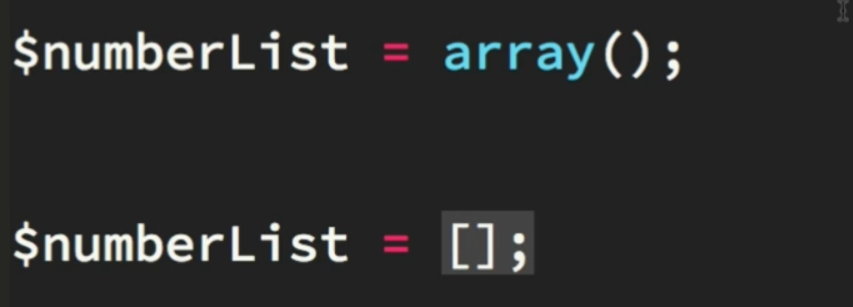 $numberList = array();
$numberList = [];